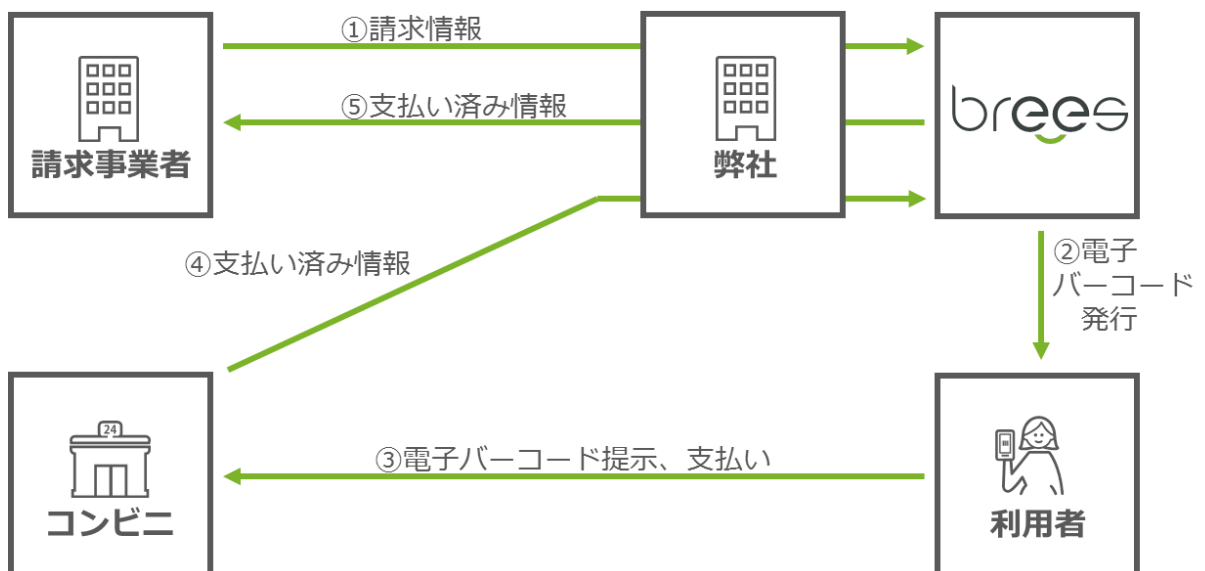 ①請求情報
⑤支払い済み情報
請求事業者
弊社
brees
④支払い済み情報
②電子
バーコード
発行
24
③電子バーコード提示、支払い
コンビニ
利用者